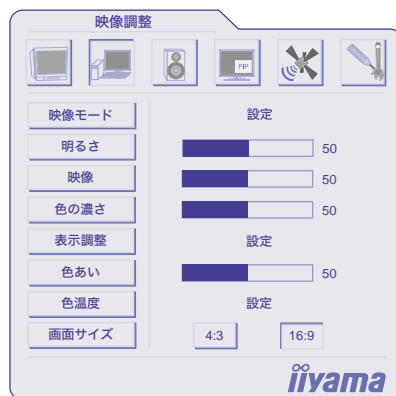 映像調整
PIP
映像モード 設定
明るさ 50
映像 50
色の濃さ 50
表示調整 設定
色あい 50
色温度 設定
画面サイズ 4:3 16:9
iiyama